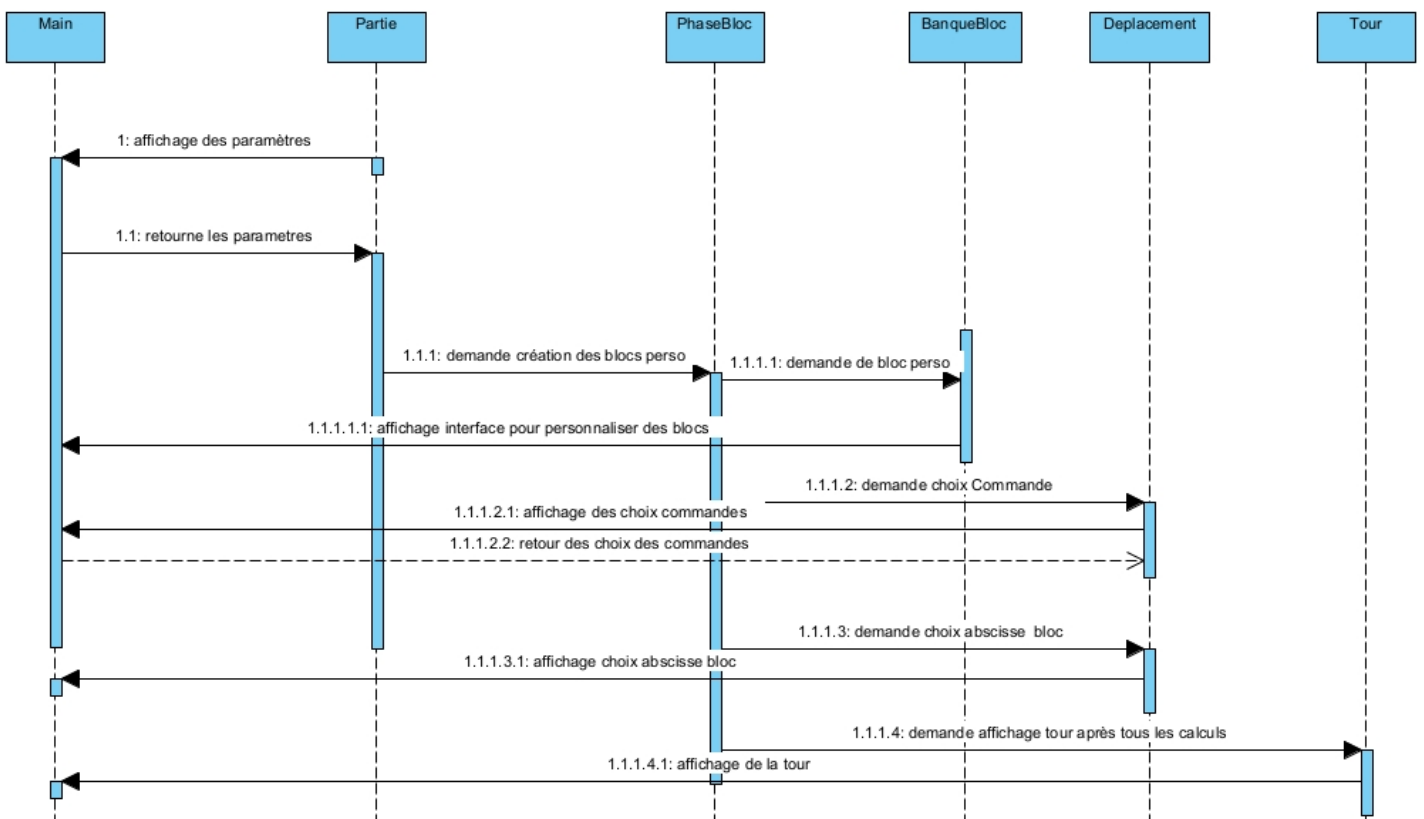 Main
Partie
PhaseBloc
BanqueBloc
Deplacement
Tour
1: affichage des paramètres
1.1: retourne les parametres
1.1.1: demande création des blocs perso
1.1.1.1: demande de bloc perso
1.1.1.1.1: affichage interface pour personnaliser des blocs
1.1.1.2: demande choix Commande
1.1.1.2.1: affichage des choix commandes
1.1.1.2.2: retour des choix des commandes
1.1.1.3: demande choix abscisse bloc
1.1.1.3.1: affichage choix abscisse bloc
1.1.1.4: demande affichage tour après tous les calculs
1.1.1.4.1: affichage de la tour